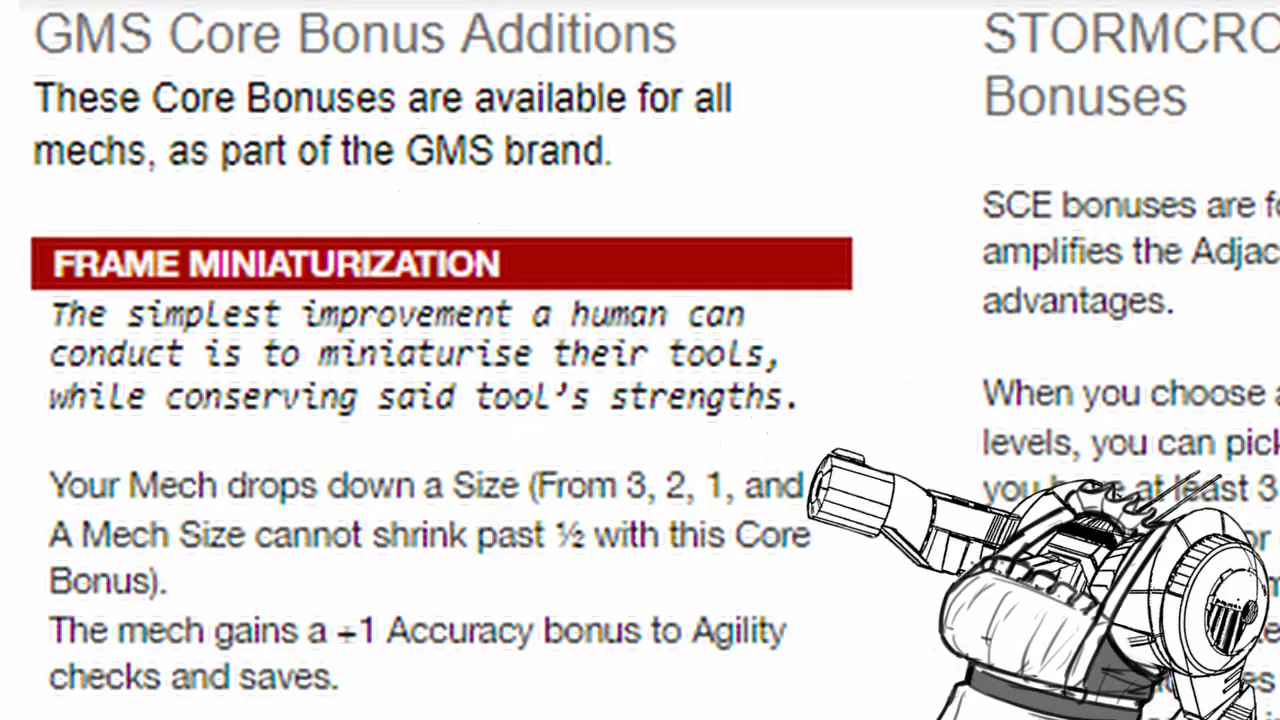 GMS Core Bonus Additions
These Core Bonuses are available for all
mechs, as part of the GMS brand.
FRAME MINIATURIZATION
The simplest improvement a human can
conduct is to miniaturise their tools,
while conserving said tool's strengths.
Your Mech drops down a Size (From 3, 2, 1, and
A Mech Size cannot shrink past ½ with this Core
Bonus).
The mech gains a +1 Accuracy bonus to Agility
checks and saves.
Bonuses
SCE bonuses are
amplifies the
advantages.
When you choose
levels, you can
you at least 3